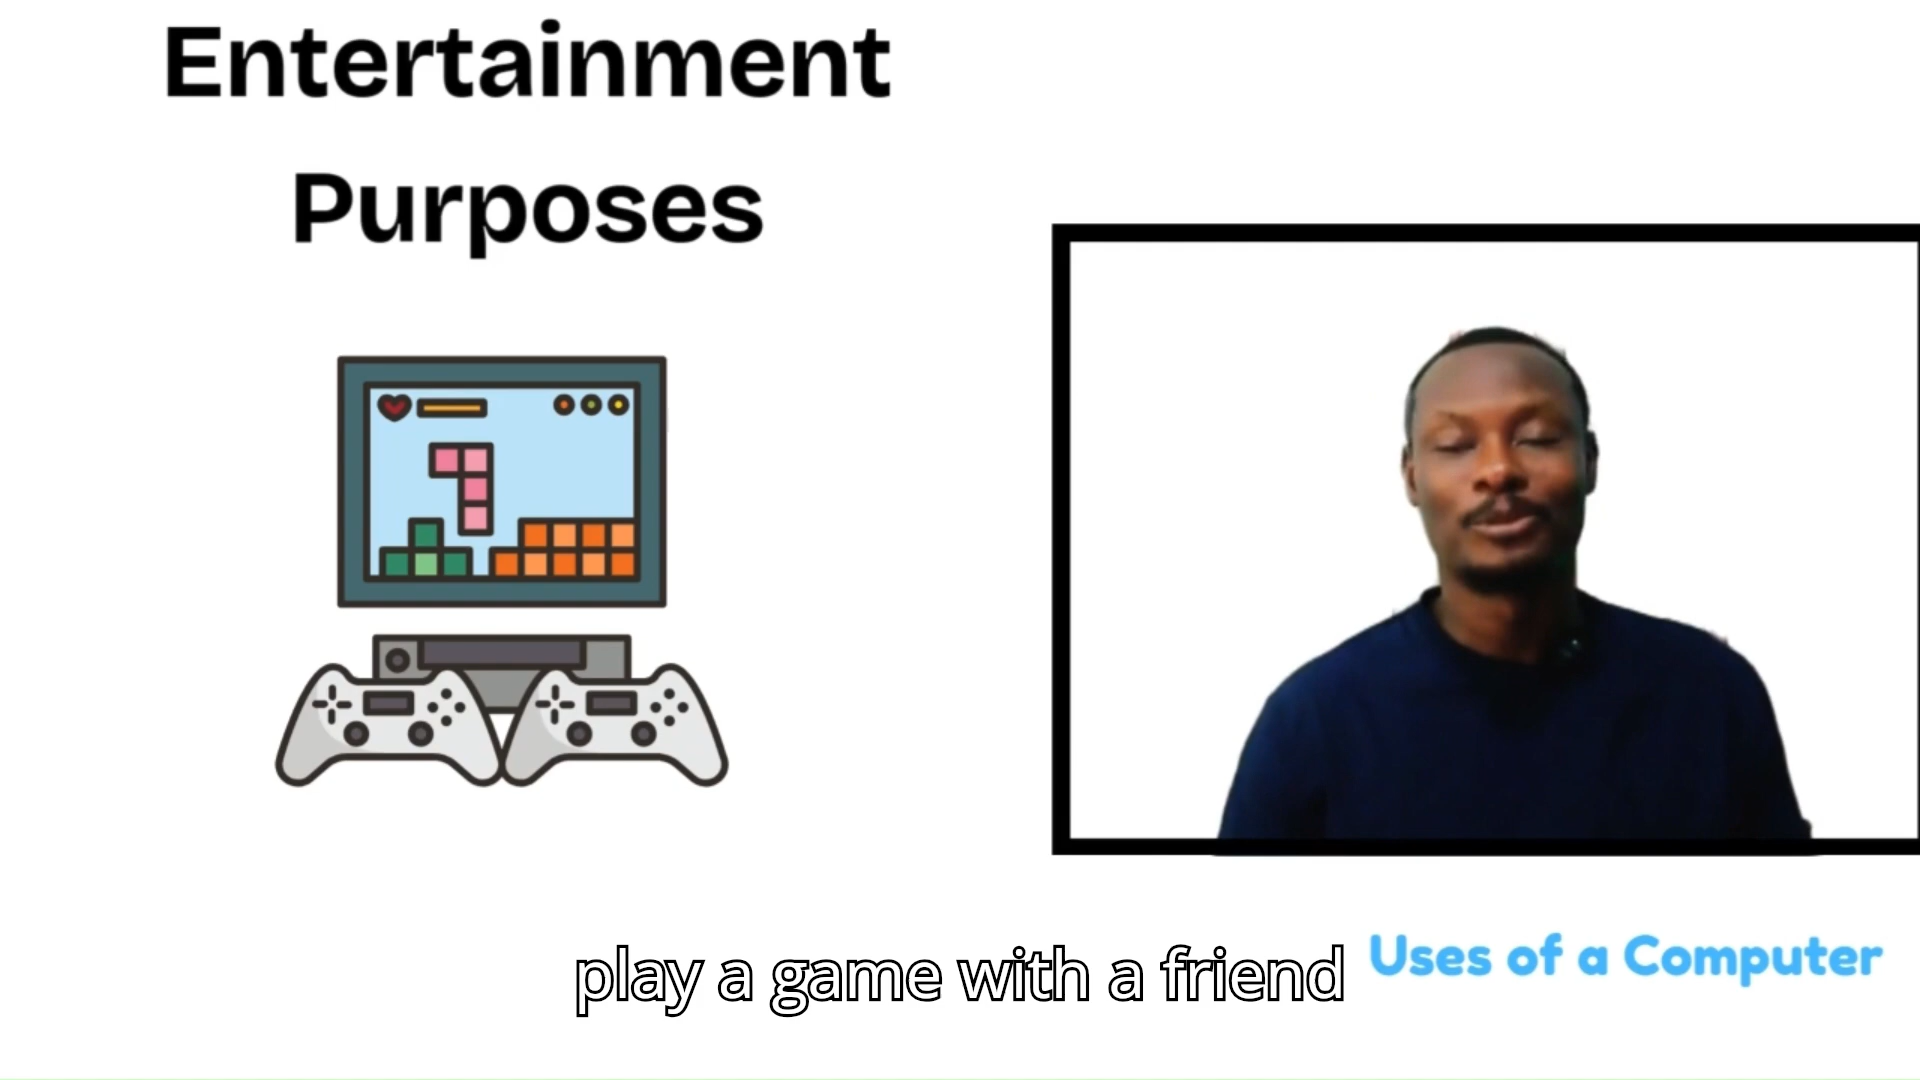 Entertainment
Purposes
play a game with a friend
Uses of a Computer